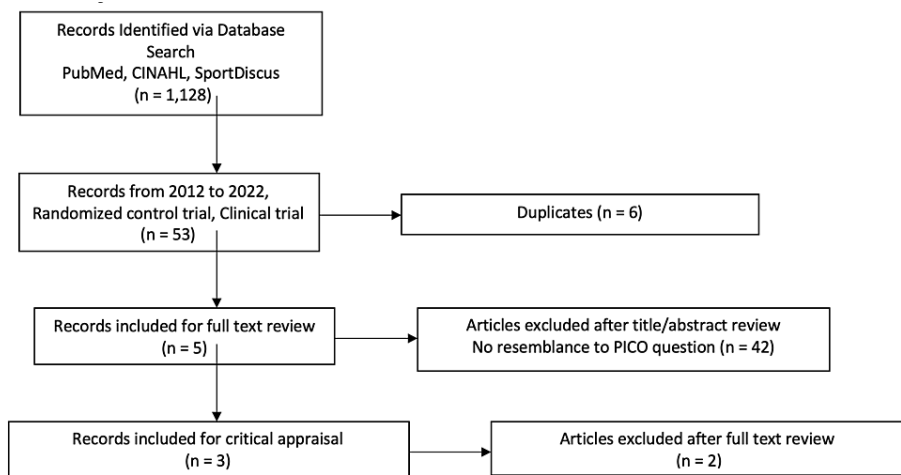 Records Identified via Database
Search
PubMed, CINAHL, SportDiscus
(n = 1,128)
Records from 2012 to 2022,
Randomized control trial, Clinical trial
(n = 53)
Duplicates (n = 6)
Records included for full text review
(n = 5)
Articles excluded after title/abstract review
No resemblance to PICO question (n = 42)
Records included for critical appraisal
(n = 3)
Articles excluded after full text review
(n = 2)